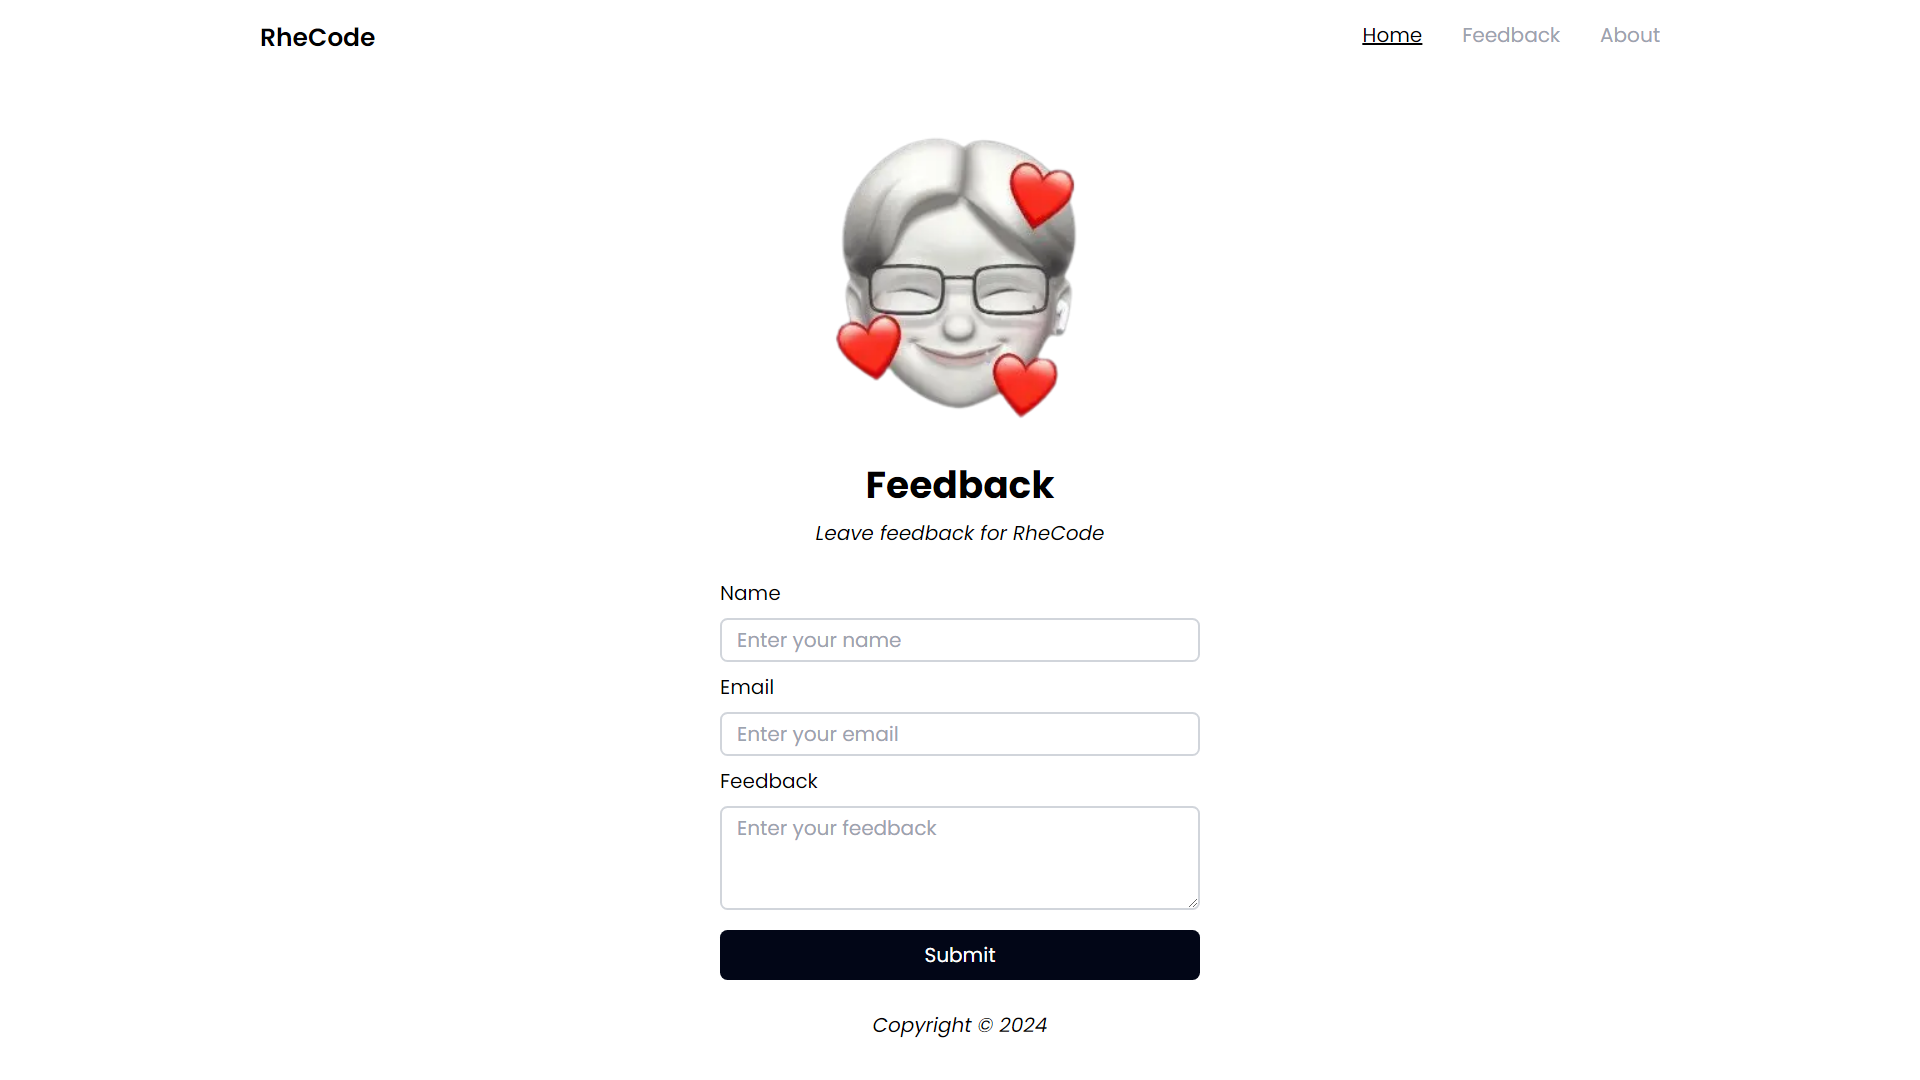 RheCode
Home Feedback About
Feedback
Leave feedback for RheCode
Name
Enter your name
Email
Enter your email
Feedback
Enter your feedback
Submit
Copyright © 2024